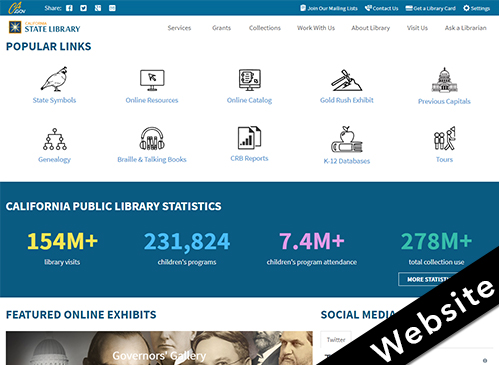 CA.GOV Share: Join Our Mailing Lists Contact Us Get a Library Card Settings
CALIFORNIA
STATE LIBRARY
Services Grants Collections Work With Us About Library Visit Us Ask a Librarian
POPULAR LINKS
State Symbols Online Resources Online Catalog Gold Rush Exhibit Previous Capitals
Genealogy Braille & Talking Books CRB Reports K-12 Databases Tours
CALIFORNIA PUBLIC LIBRARY STATISTICS
154M+ 231,824 7.4M+ 278M+
library visits children's programs children's program attendance total collection use
MORE STATIST
FEATURED ONLINE EXHIBITS SOCIAL MEDIA
Twitter
Governors' Gallery
Website